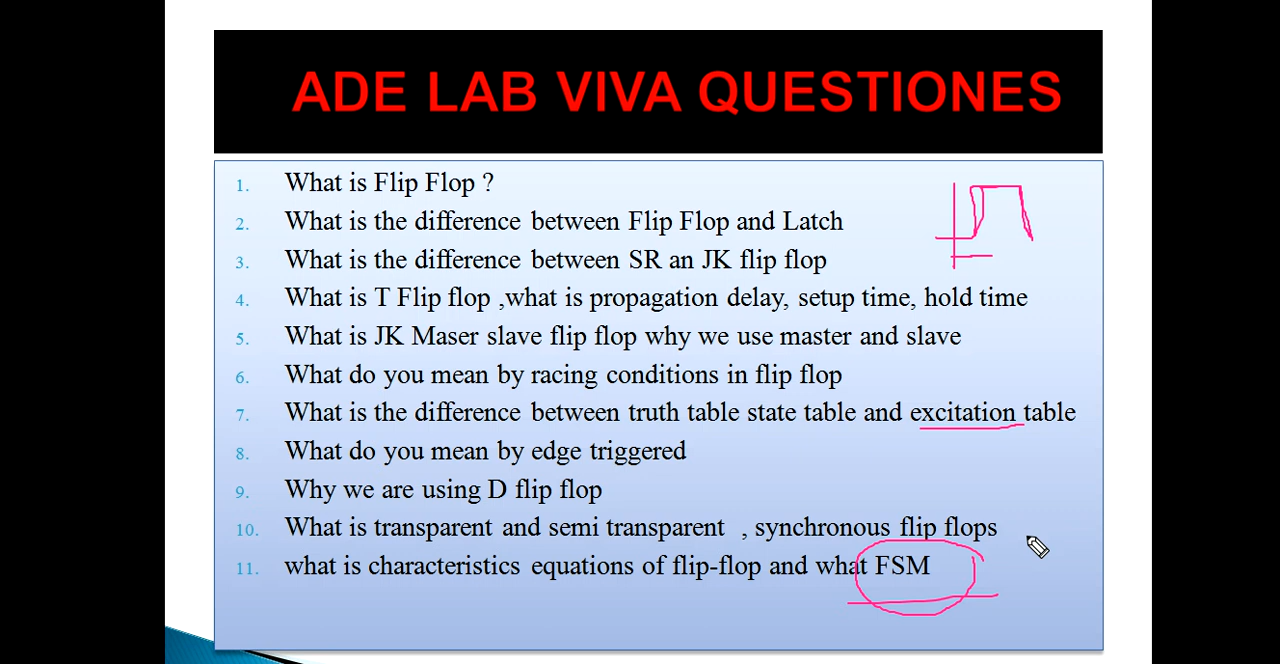 ADE LAB VIVA QUESTIONES
1. What is Flip Flop ?
2. What is the difference between Flip Flop and Latch
3. What is the difference between SR an JK flip flop
4. What is T Flip flop ,what is propagation delay, setup time, hold time
5. What is JK Maser slave flip flop why we use master and slave
6. What do you mean by racing conditions in flip flop
7. What is the difference between truth table state table and excitation table
8. What do you mean by edge triggered
9. Why we are using D flip flop
10. What is transparent and semi transparent , synchronous flip flops
11. what is characteristics equations of flip-flop and what FSM